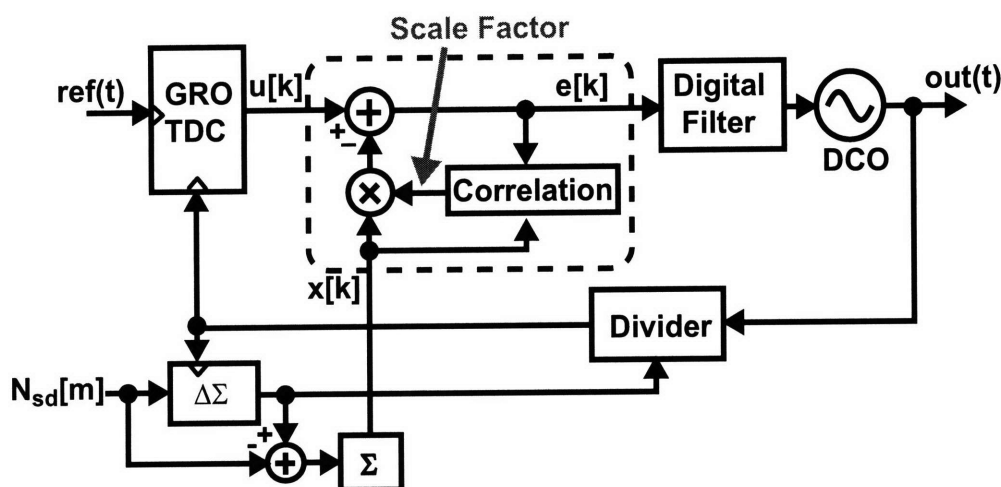 Scale Factor
ref(t)
GRO
TDC
u[k]
+
+
−
e[k]
Digital
Filter
out(t)
DCO
×
Correlation
x[k]
Divider
N_sd[m]
ΔΣ
+
-
+
Σ